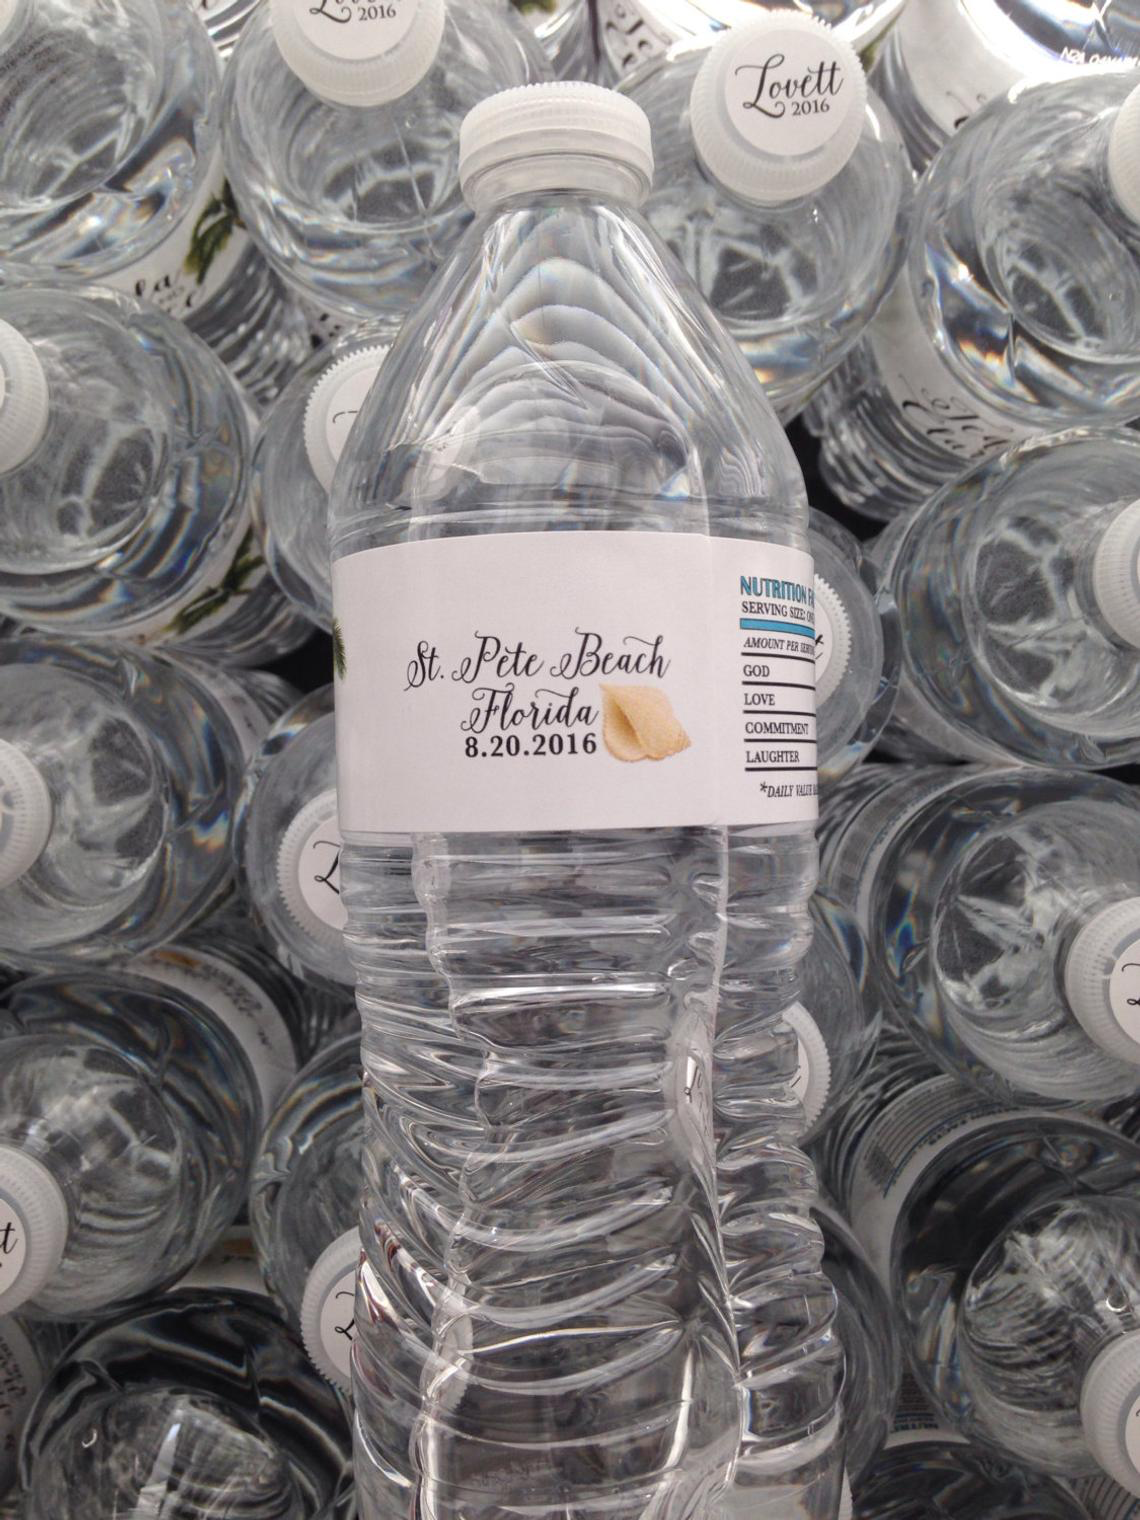 Lovett
2016
Lovett
2016
St. Pete Beach
Florida
8.20.2016
NUTRITION
SERVING SIZE:
AMOUNT PER
GOD
LOVE
COMMITMENT
LAUGHTER
*DAILY VALUE